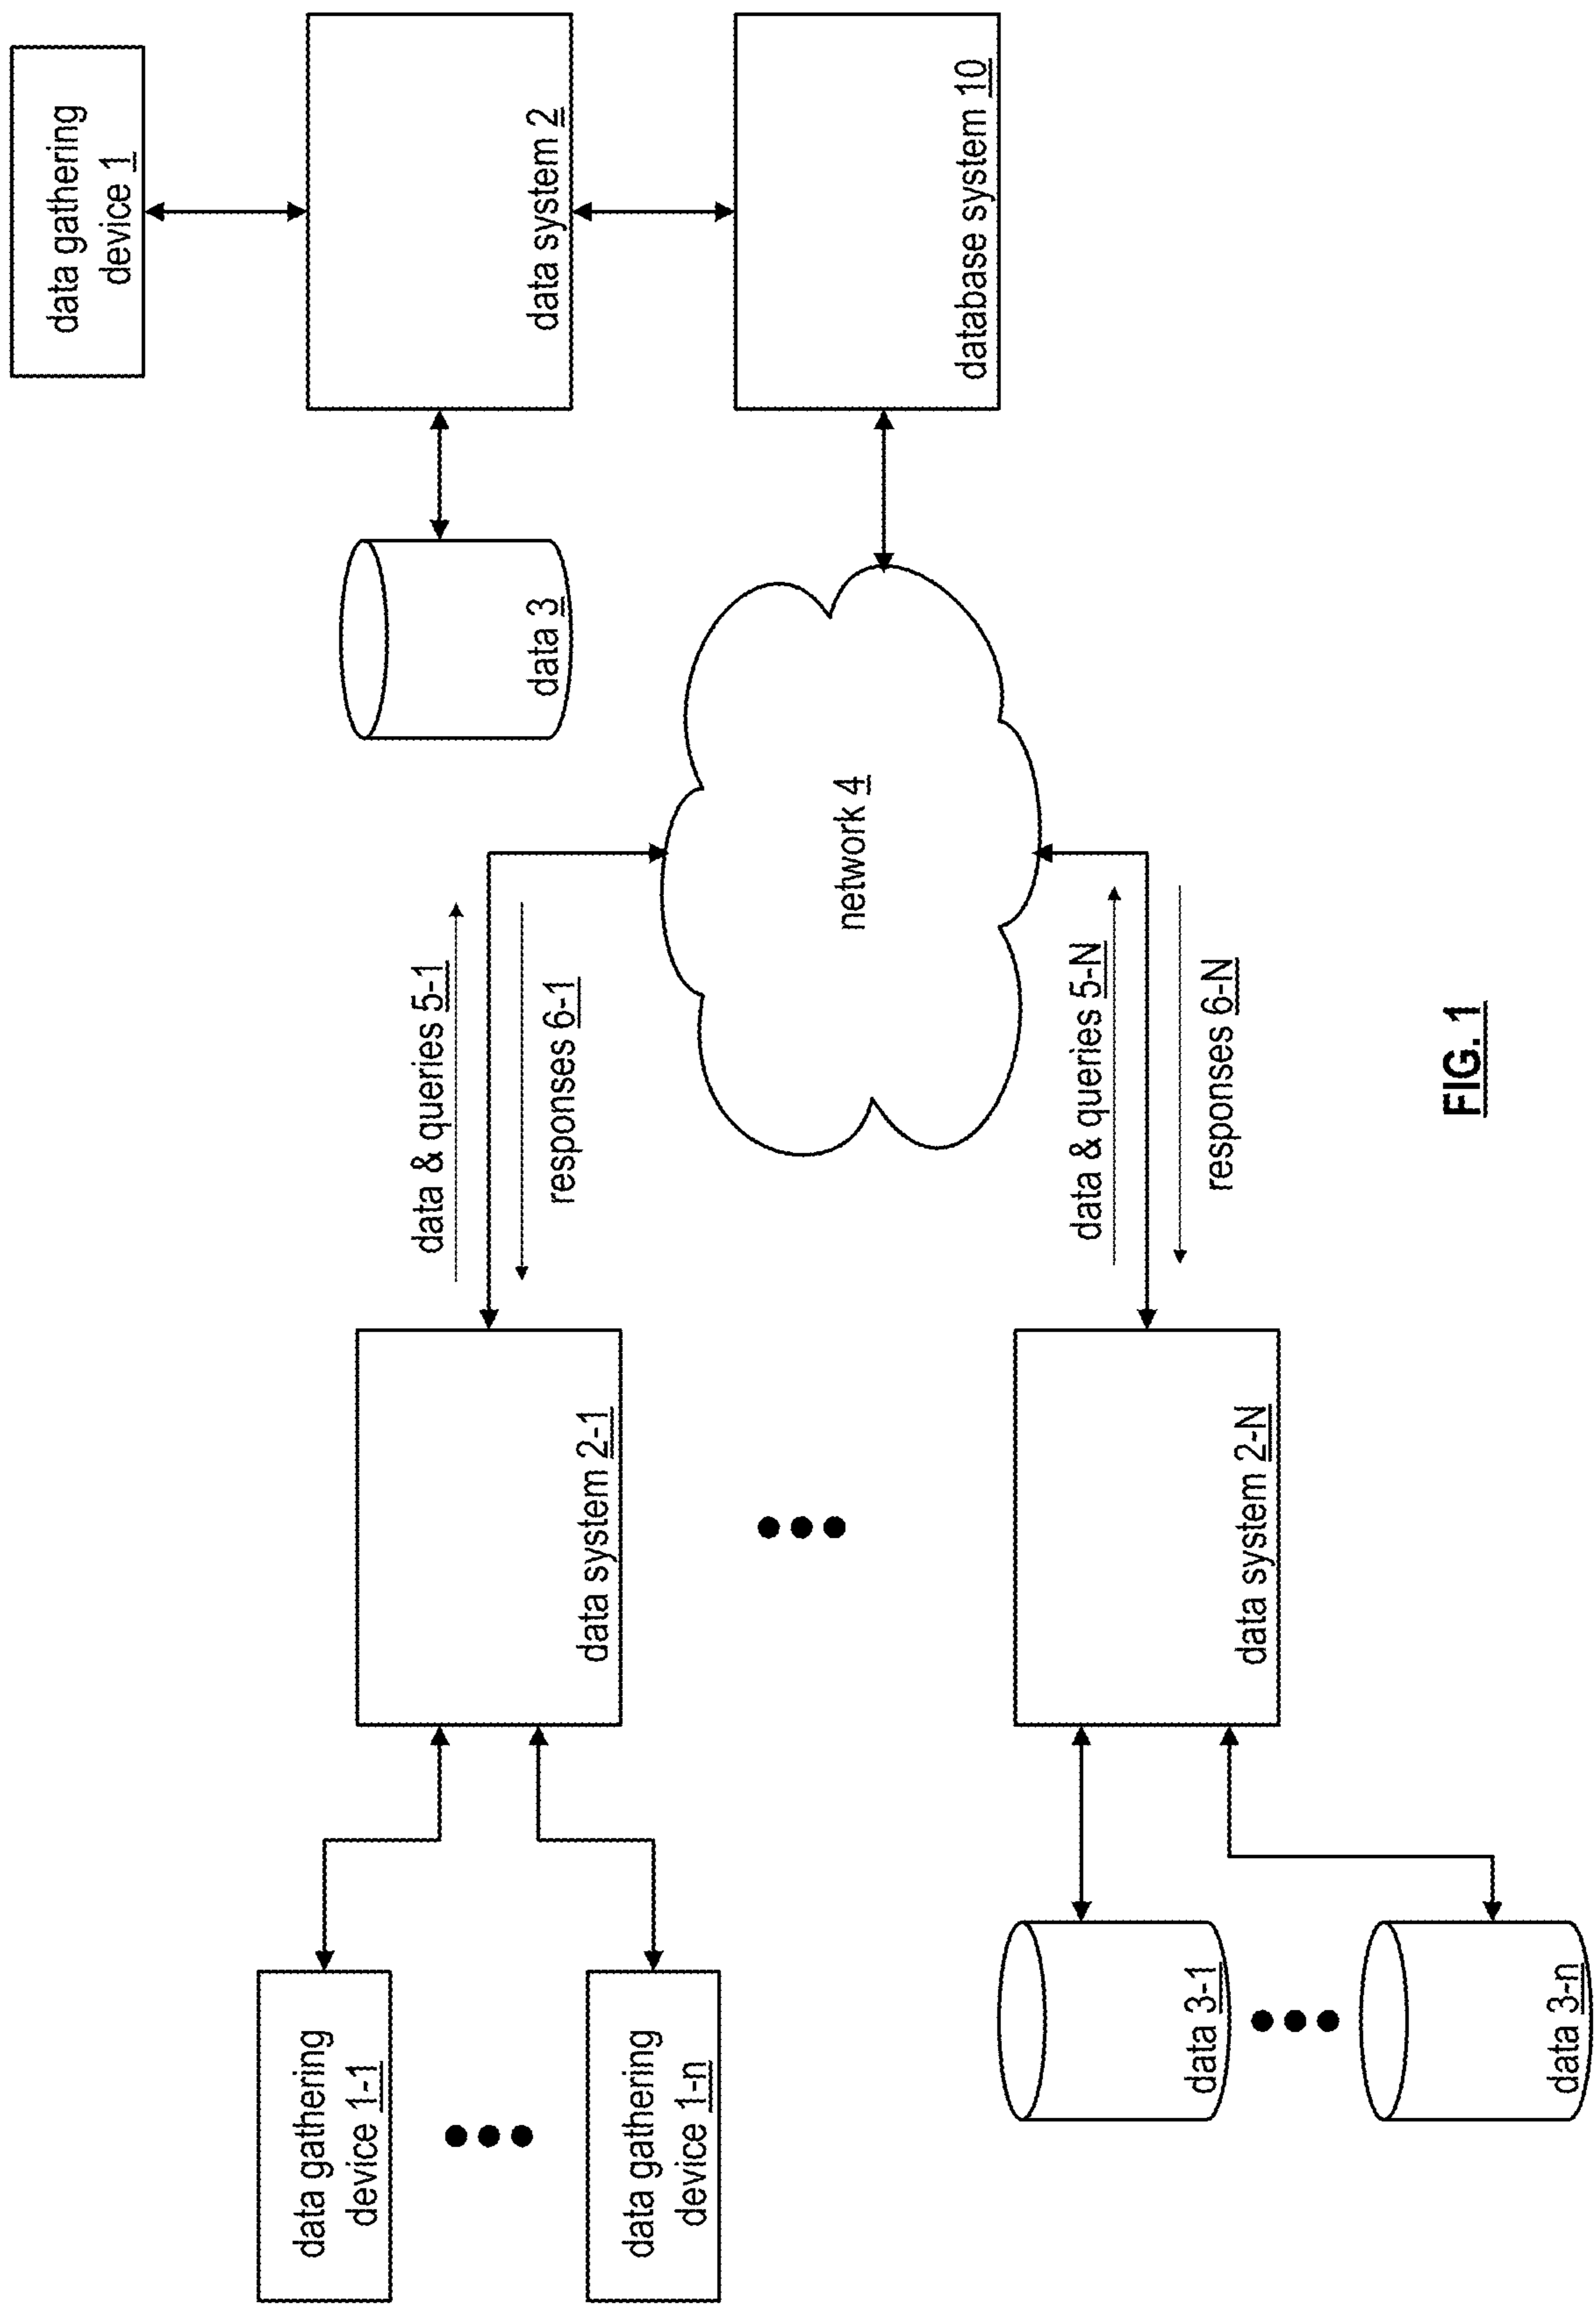 data gathering
device 1-1
data gathering
device 1-n
data system 2-1
data & queries 5-1
responses 6-1
data 3
data gathering
device 1
data system 2
database system 10
network 4
data 3-1
data 3-n
data system 2-N
data & queries 5-N
responses 6-N
FIG. 1